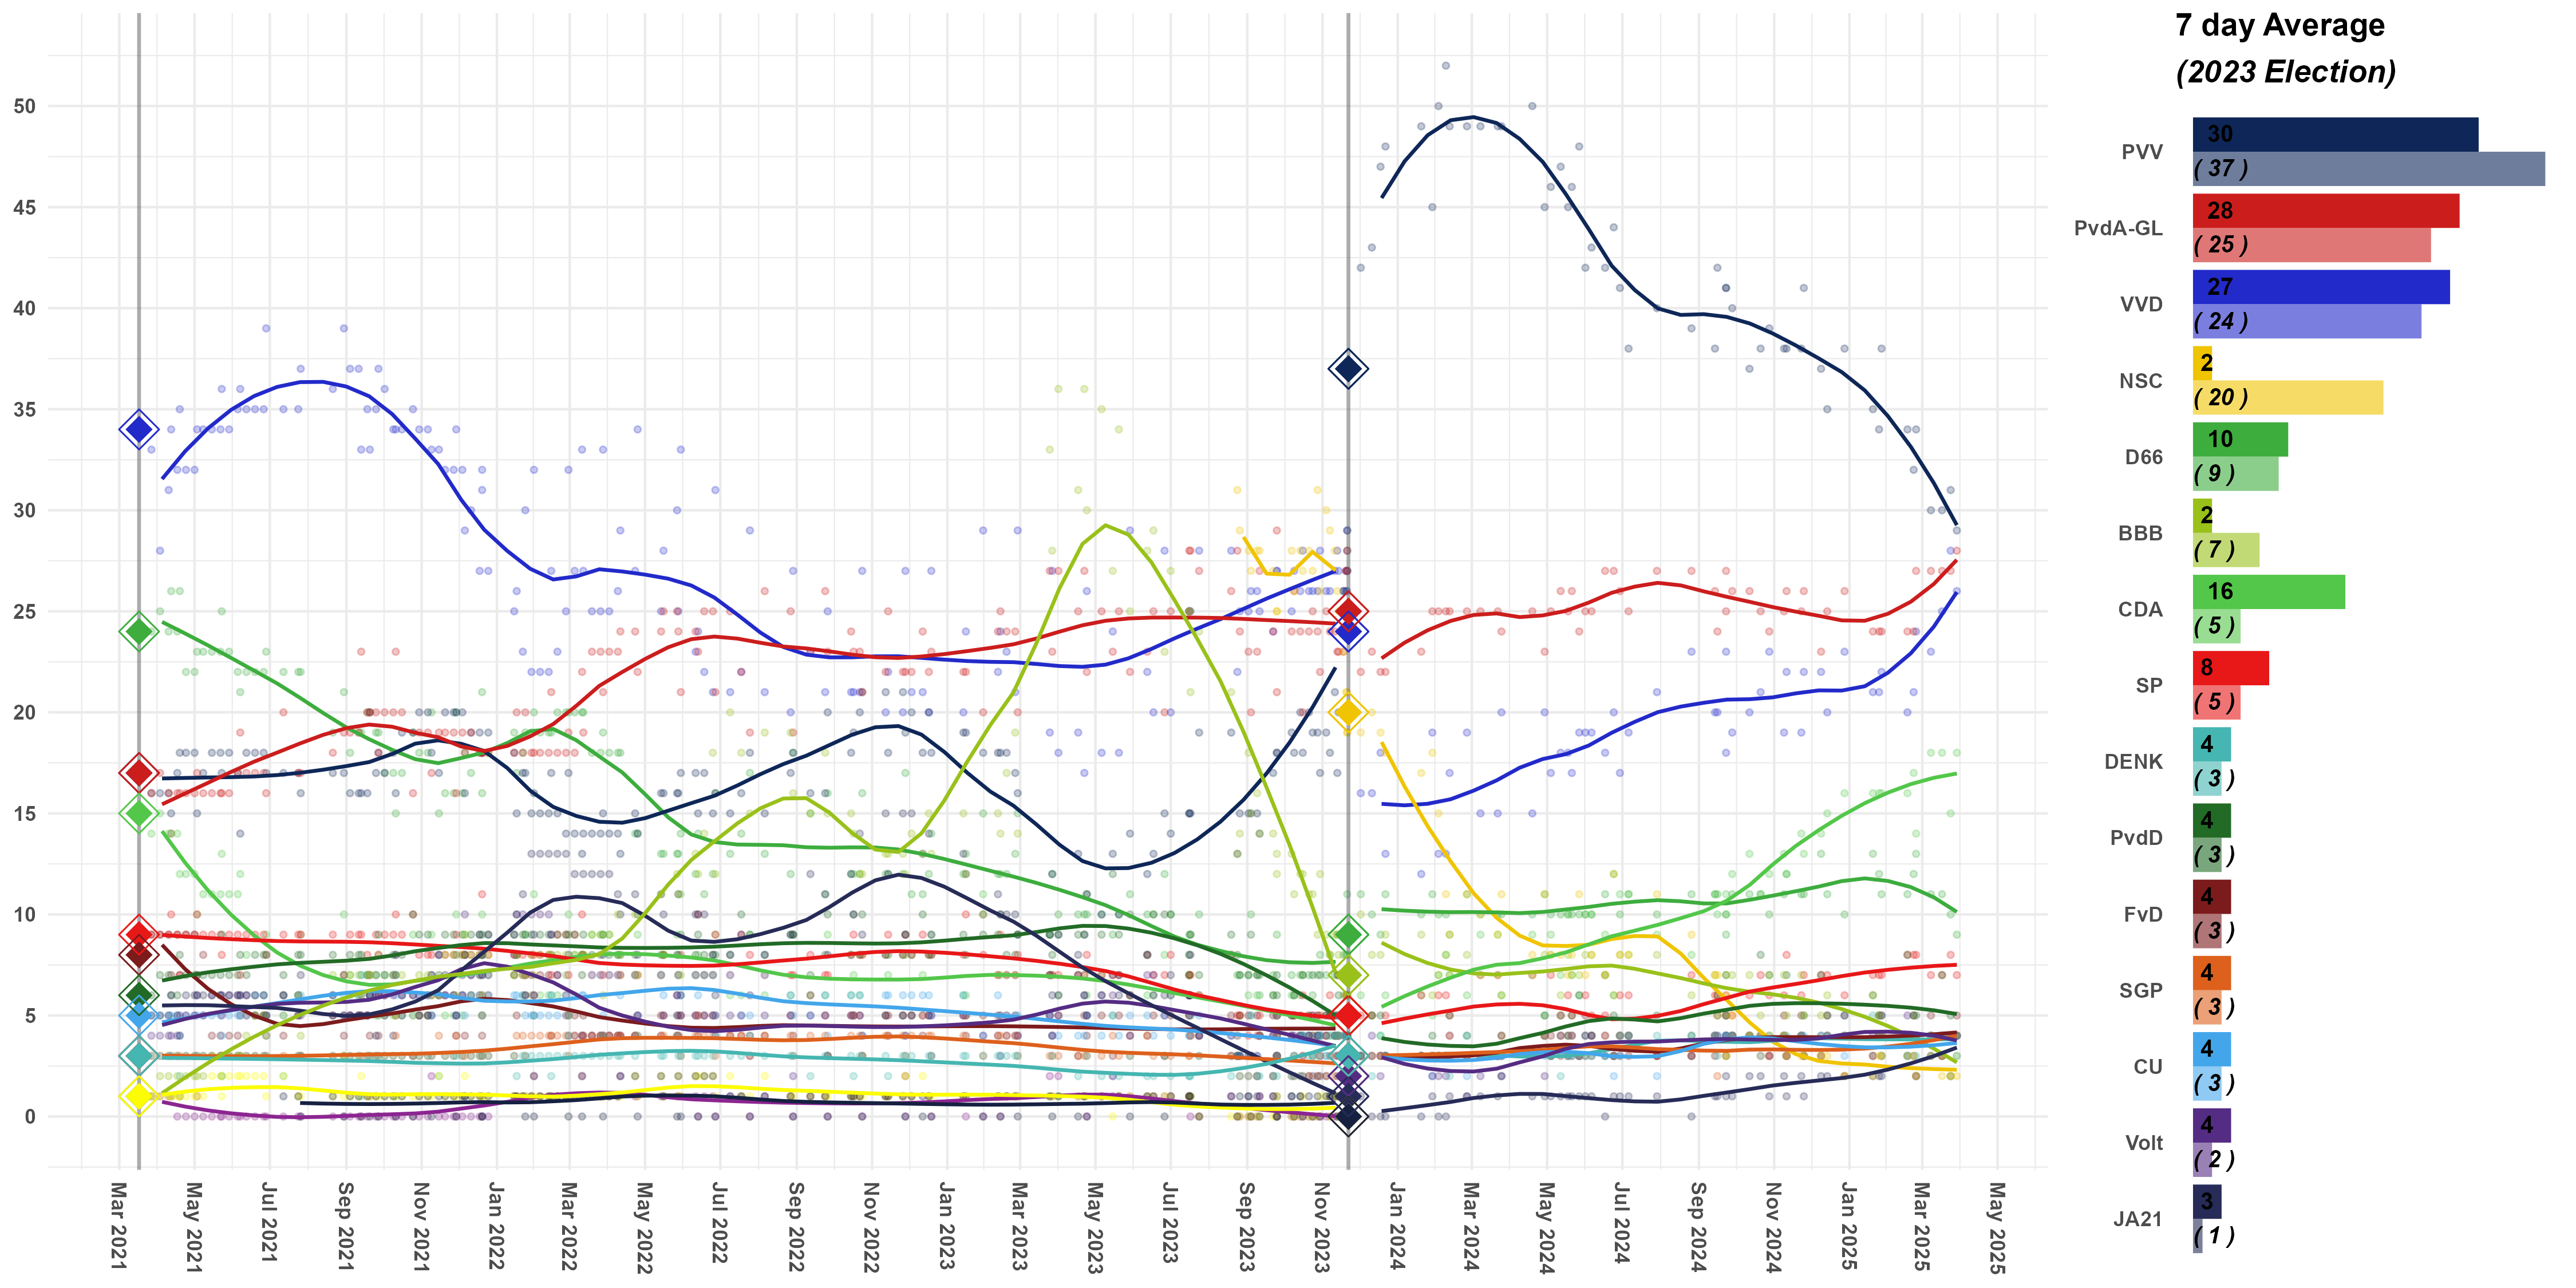 7 day Average
(2023 Election)
50
45
40
35
30
25
20
15
10
5
0
Mar 2021
May 2021
Jul 2021
Sep 2021
Nov 2021
Jan 2022
Mar 2022
May 2022
Jul 2022
Sep 2022
Nov 2022
Jan 2023
Mar 2023
May 2023
Jul 2023
Sep 2023
Nov 2023
Jan 2024
Mar 2024
May 2024
Jul 2024
Sep 2024
Nov 2024
Jan 2025
Mar 2025
May 2025
PVV
30
( 37 )
PvdA-GL
28
( 25 )
VVD
27
( 24 )
NSC
2
( 20 )
D66
10
( 9 )
BBB
2
( 7 )
CDA
16
( 5 )
SP
8
( 5 )
DENK
4
( 3 )
PvdD
4
( 3 )
FvD
4
( 3 )
SGP
4
( 3 )
CU
4
( 3 )
Volt
4
( 2 )
JA21
3
( 1 )